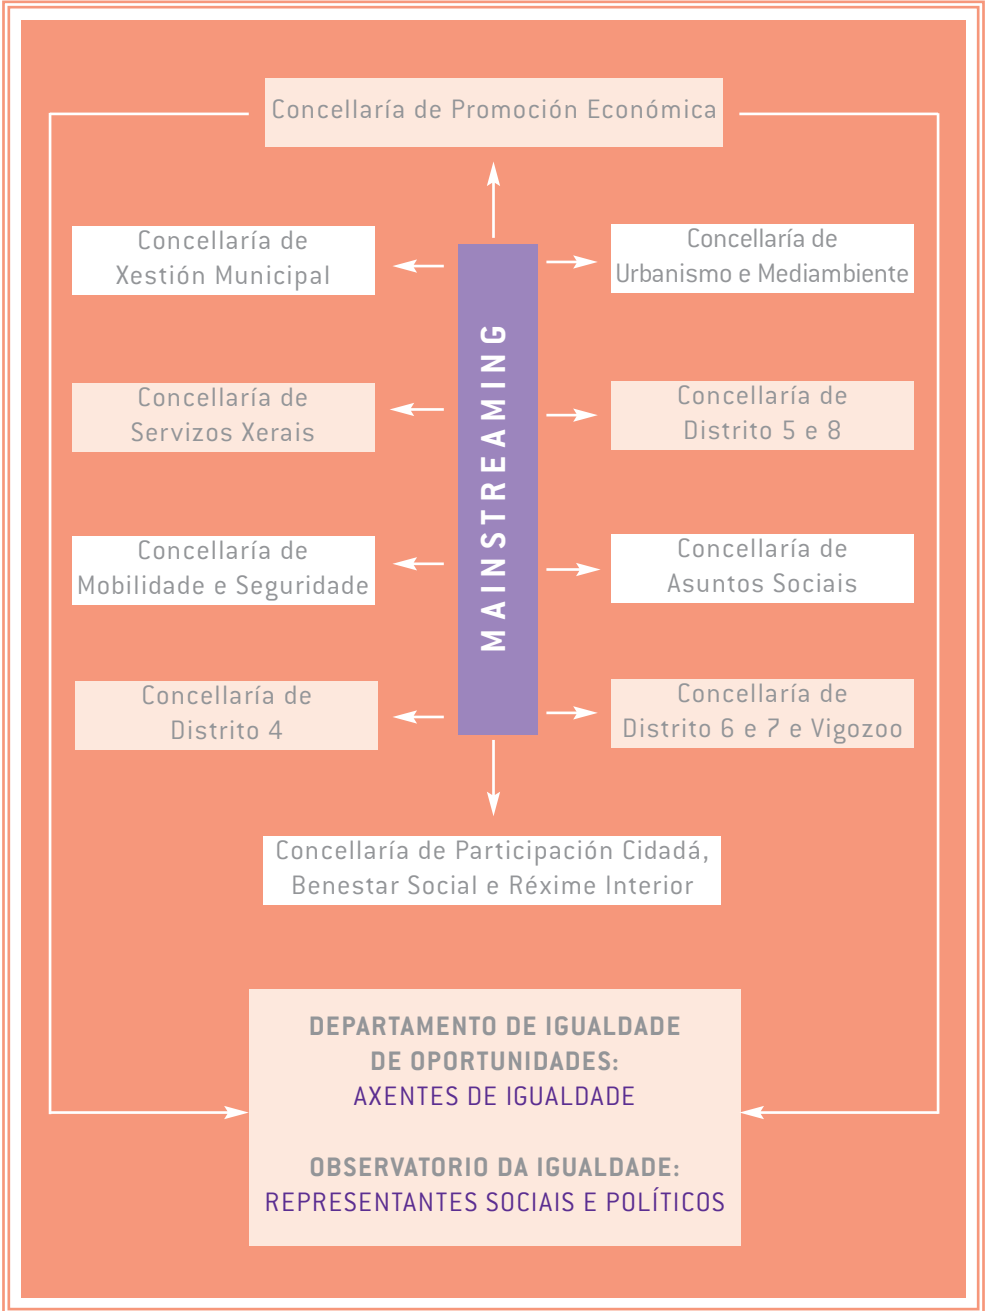 Concellaría de Promoción Económica
Concellaría de
Xestión Municipal
Concellaría de
Urbanismo e Mediambiente
MAINSTREAMING
Concellaría de
Servizos Xerais
Concellaría de
Distrito 5 e 8
Concellaría de
Mobilidade e Seguridade
Concellaría de
Asuntos Sociais
Concellaría de
Distrito 4
Concellaría de
Distrito 6 e 7 e Vigozoo
Concellaría de Participación Cidadá,
Benestar Social e Réxime Interior
DEPARTAMENTO DE IGUALDADE
DE OPORTUNIDADES:
AXENTES DE IGUALDADE
OBSERVATORIO DA IGUALDADE:
REPRESENTANTES SOCIAIS E POLÍTICOS